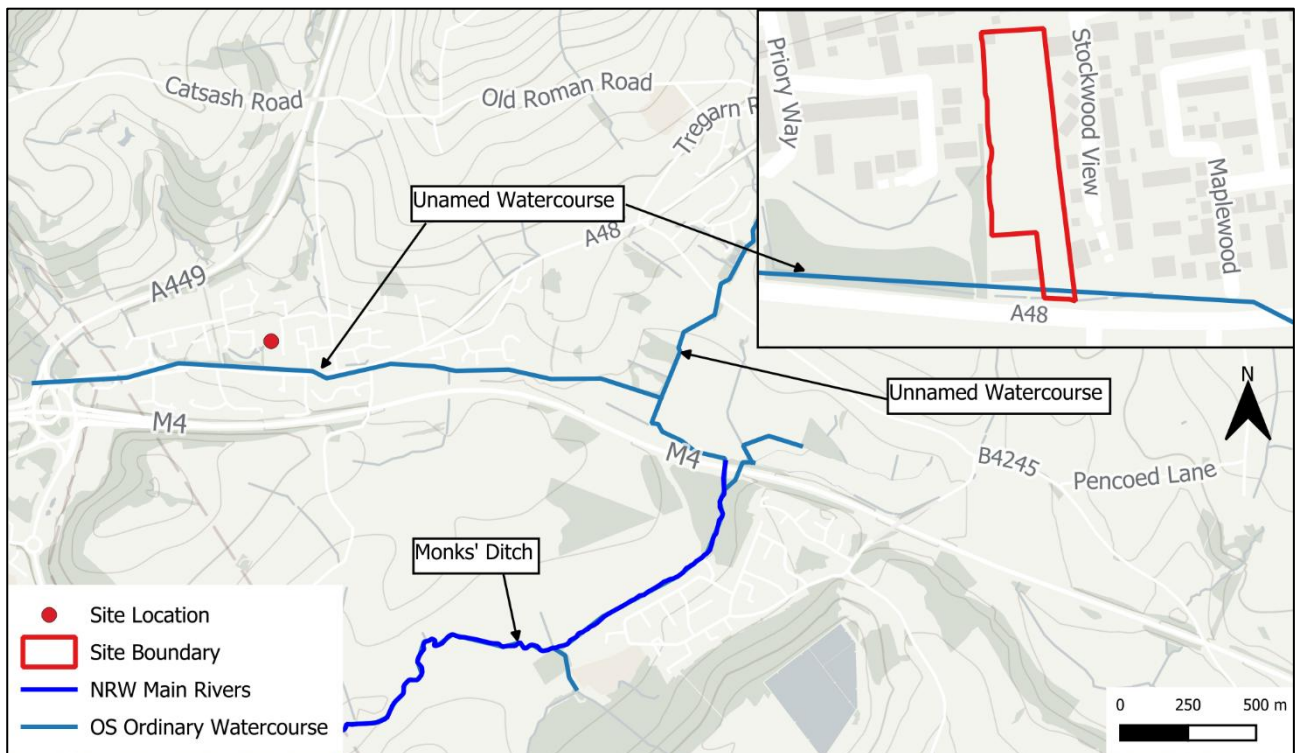 Catsash Road
Old Roman Road
Tregarn R
Unamed Watercourse
A48
A449
Priory Way
Stockwood View
Maplewood
A48
Unnamed Watercourse
N
M4
M4
B4245
Pencoed Lane
Monks' Ditch
Site Location
Site Boundary
NRW Main Rivers
OS Ordinary Watercourse
0 250 500 m